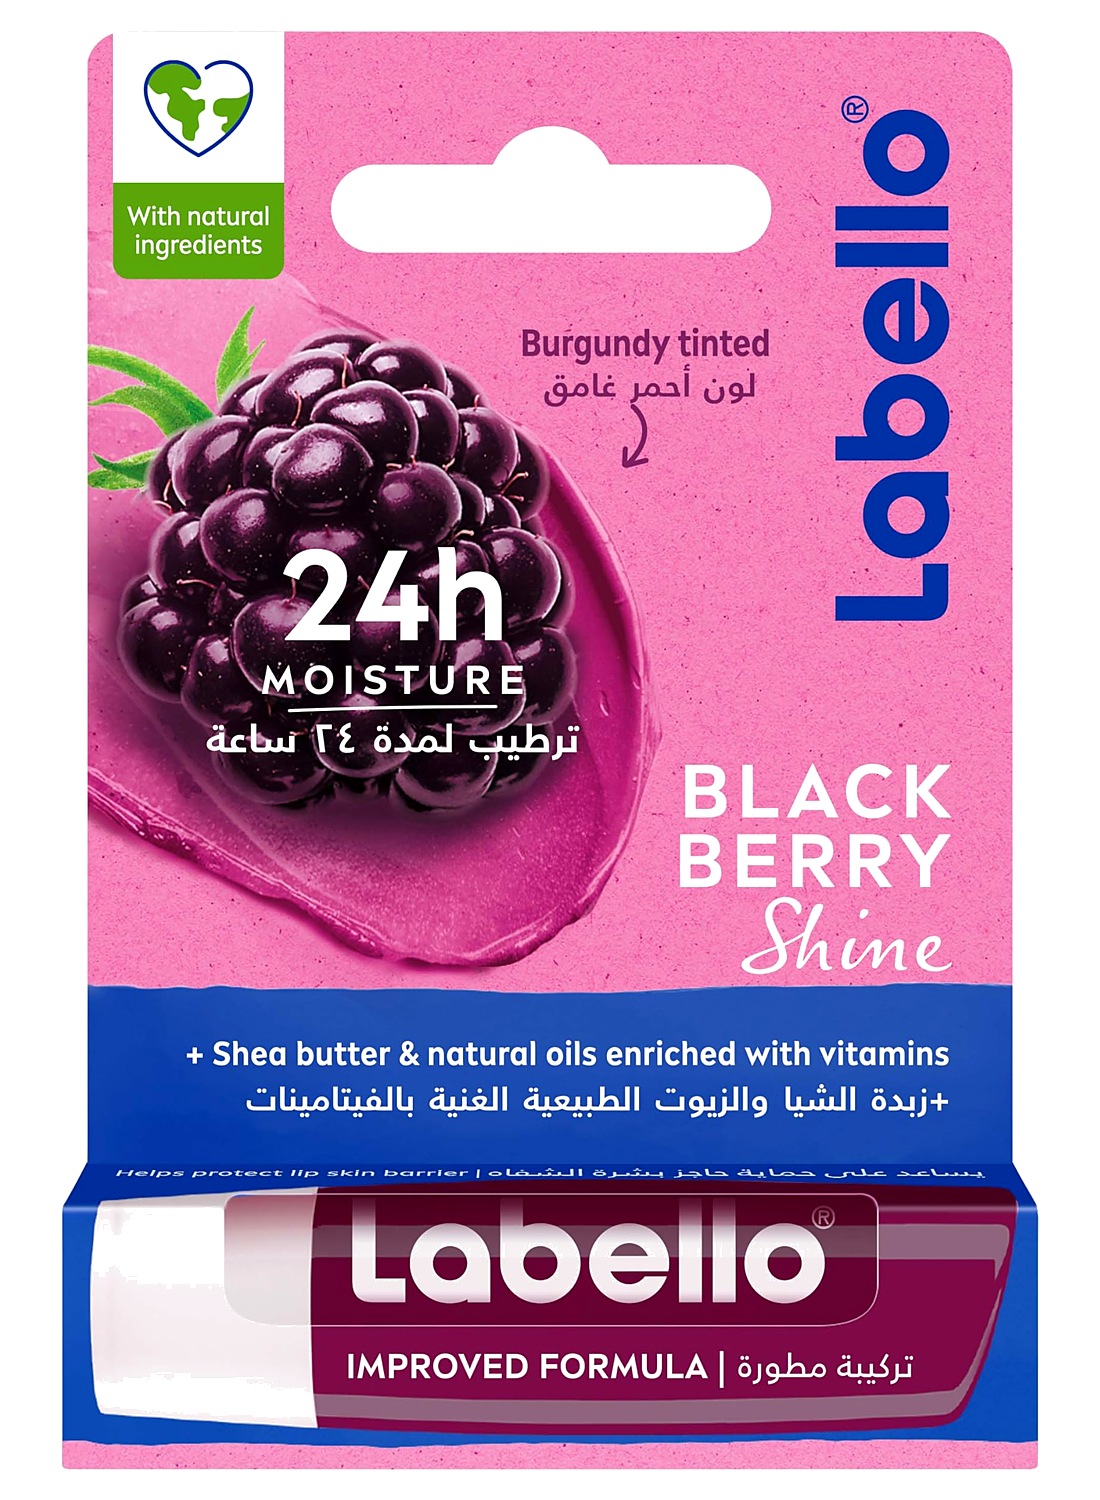 With natural
ingredients
Labello®
Burgundy tinted
لون أحمر غامق
24h
MOISTURE
ترطيب لمدة ٢٤ ساعة
BLACK
BERRY
Shine
+ Shea butter & natural oils enriched with vitamins
+زبدة الشيا والزيوت الطبيعية الغنية بالفيتامينات
Helps protect lip skin barrier | يساعد على حماية حاجز بشرة الشفاه
Labello®
IMPROVED FORMULA | تركيبة مطورة